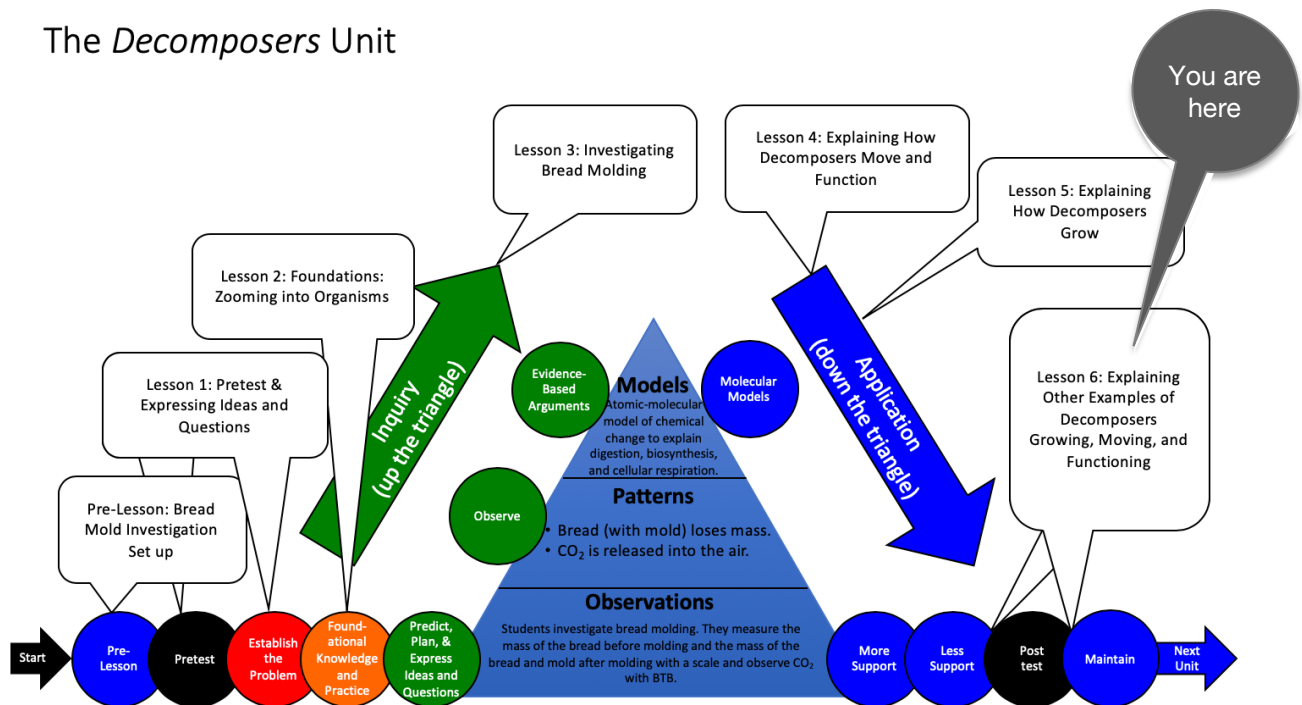 The Decomposers Unit
You are
here
Lesson 3: Investigating
Bread Molding
Lesson 4: Explaining How
Decomposers Move and
Function
Lesson 5: Explaining
How Decomposers
Grow
Lesson 2: Foundations:
Zooming into Organisms
Lesson 1: Pretest &
Expressing Ideas and
Questions
Pre-Lesson: Bread
Mold Investigation
Set up
Lesson 6: Explaining
Other Examples of
Decomposers
Growing, Moving, and
Functioning
Inquiry
(up the triangle)
Application
(down the triangle)
Evidence-
Based
Arguments
Observe
Molecular
Models
Models
Atomic-molecular
model of chemical
change to explain
digestion, biosynthesis,
and cellular respiration.
Patterns
• Bread (with mold) loses mass.
• CO₂ is released into the air.
Observations
Students investigate bread molding. They measure the
mass of the bread before molding and the mass of the
bread and mold after molding with a scale and observe CO₂
with BTB.
Start
Pre-
Lesson
Pretest
Establish
the
Problem
Found-
ational
Knowledge
and
Practice
Predict,
Plan, &
Express
Ideas and
Questions
More
Support
Less
Support
Post
test
Maintain
Next
Unit